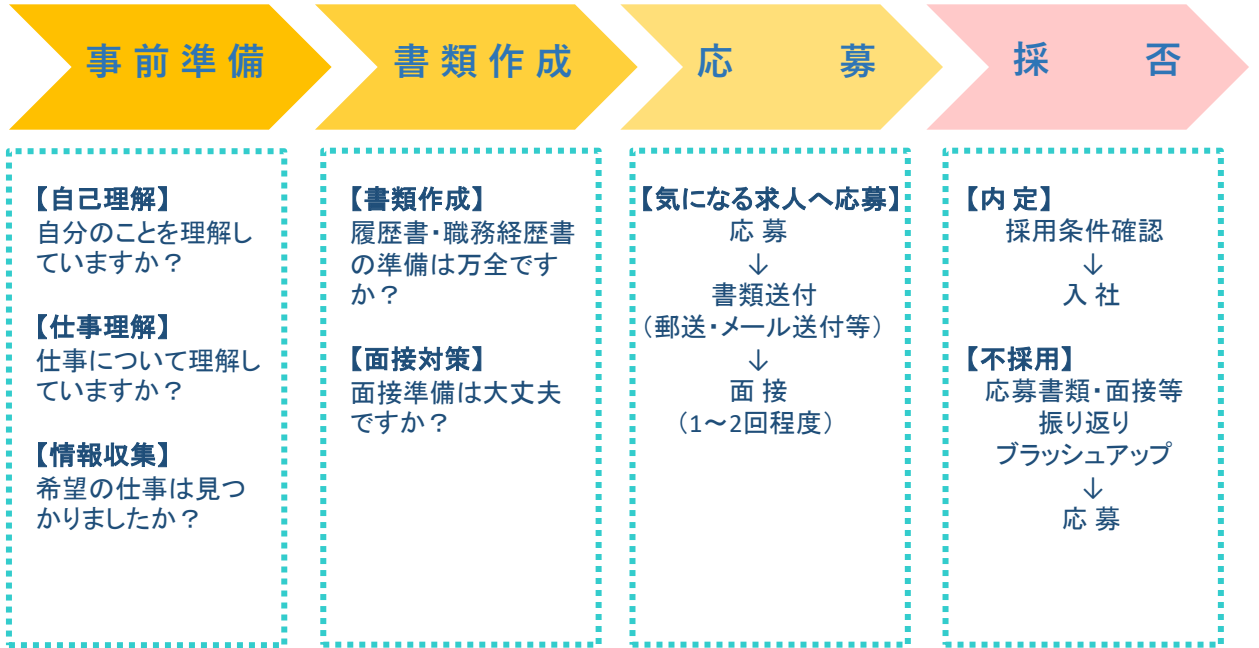 事前準備
書類作成
応募
採否
【自己理解】
自分のことを理解し
ていますか？
【仕事理解】
仕事について理解し
ていますか？
【情報収集】
希望の仕事は見つ
かりましたか？
【書類作成】
履歴書・職務経歴書
の準備は万全です
か？
【面接対策】
面接準備は大丈夫
ですか？
【気になる求人へ応募】
応 募
↓
書類送付
（郵送・メール送付等）
↓
面 接
（1～2回程度）
【内 定】
採用条件確認
↓
入 社
【不採用】
応募書類・面接等
振り返り
ブラッシュアップ
↓
応 募